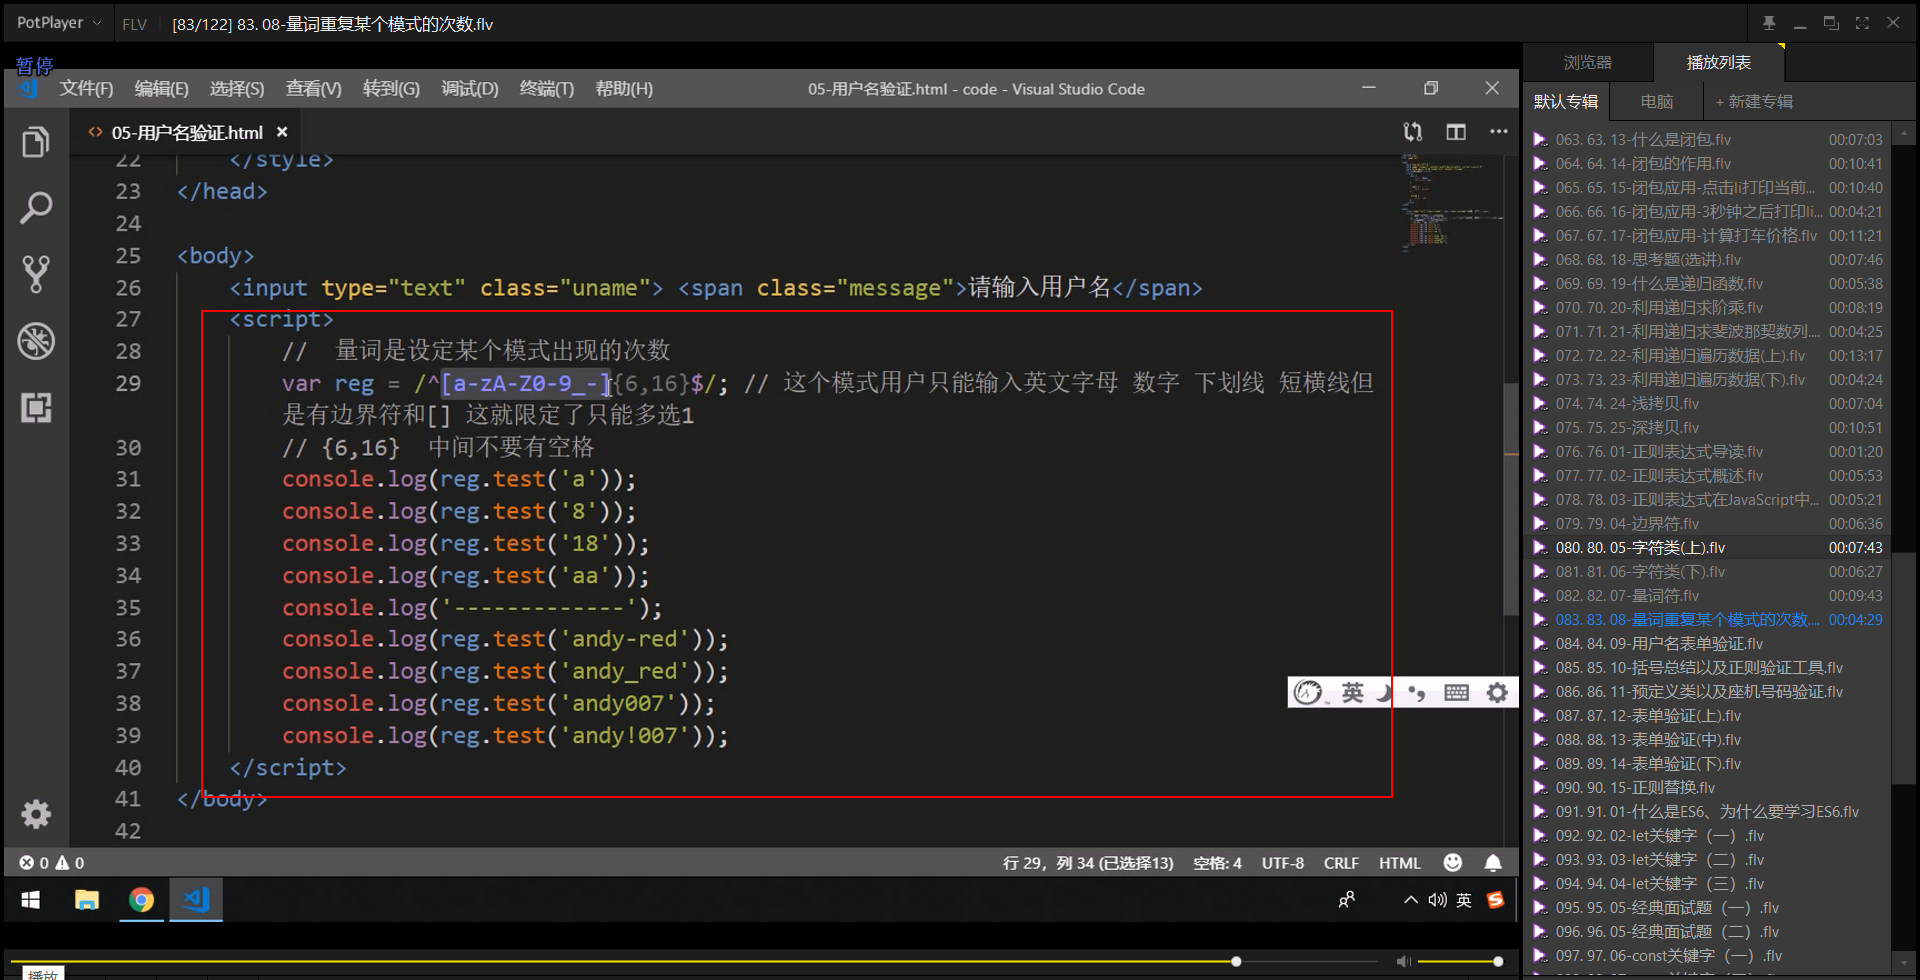 PotPlayer FLV [83/122] 83. 08-量词重复某个模式的次数.flv
暂停
文件(F) 编辑(E) 选择(S) 查看(V) 转到(G) 调试(D) 终端(T) 帮助(H) 05-用户名验证.html - code - Visual Studio Code
05-用户名验证.html
22 </style>
23 </head>
24
25 <body>
26 <input type="text" class="uname"> <span class="message">请输入用户名</span>
27 <script>
28 // 量词是设定某个模式出现的次数
29 var reg = /^[a-zA-Z0-9_-]{6,16}$/; // 这个模式用户只能输入英文字母 数字 下划线 短横线但
是有边界符和[] 这就限定了只能多选1
30 // {6,16} 中间不要有空格
31 console.log(reg.test('a'));
32 console.log(reg.test('8'));
33 console.log(reg.test('18'));
34 console.log(reg.test('aa'));
35 console.log('-------------');
36 console.log(reg.test('andy-red'));
37 console.log(reg.test('andy_red'));
38 console.log(reg.test('andy007'));
39 console.log(reg.test('andy!007'));
40 </script>
41 </body>
42
英
0 0 行 29，列 34 (已选择13) 空格: 4 UTF-8 CRLF HTML
英
播放
浏览器 播放列表
默认专辑 电脑 + 新建专辑
063. 63. 13-什么是闭包.flv 00:07:03
064. 64. 14-闭包的作用.flv 00:10:41
065. 65. 15-闭包应用-点击li打印当前... 00:10:40
066. 66. 16-闭包应用-3秒钟之后打印li... 00:04:21
067. 67. 17-闭包应用-计算打车价格.flv 00:11:21
068. 68. 18-思考题(选讲).flv 00:07:46
069. 69. 19-什么是递归函数.flv 00:05:38
070. 70. 20-利用递归求阶乘.flv 00:08:19
071. 71. 21-利用递归求斐波那契数列.... 00:04:25
072. 72. 22-利用递归遍历数据(上).flv 00:13:17
073. 73. 23-利用递归遍历数据(下).flv 00:04:24
074. 74. 24-浅拷贝.flv 00:07:04
075. 75. 25-深拷贝.flv 00:10:51
076. 76. 01-正则表达式导读.flv 00:01:20
077. 77. 02-正则表达式概述.flv 00:05:53
078. 78. 03-正则表达式在JavaScript中... 00:05:21
079. 79. 04-边界符.flv 00:06:36
080. 80. 05-字符类(上).flv 00:07:43
081. 81. 06-字符类(下).flv 00:06:27
082. 82. 07-量词符.flv 00:09:43
083. 83. 08-量词重复某个模式的次数.... 00:04:29
084. 84. 09-用户名表单验证.flv
085. 85. 10-括号总结以及正则验证工具.flv
086. 86. 11-预定义类以及座机号码验证.flv
087. 87. 12-表单验证(上).flv
088. 88. 13-表单验证(中).flv
089. 89. 14-表单验证(下).flv
090. 90. 15-正则替换.flv
091. 91. 01-什么是ES6、为什么要学习ES6.flv
092. 92. 02-let关键字（一）.flv
093. 93. 03-let关键字（二）.flv
094. 94. 04-let关键字（三）.flv
095. 95. 05-经典面试题（一）.flv
096. 96. 05-经典面试题（二）.flv
097. 97. 06-const关键字（一）.flv